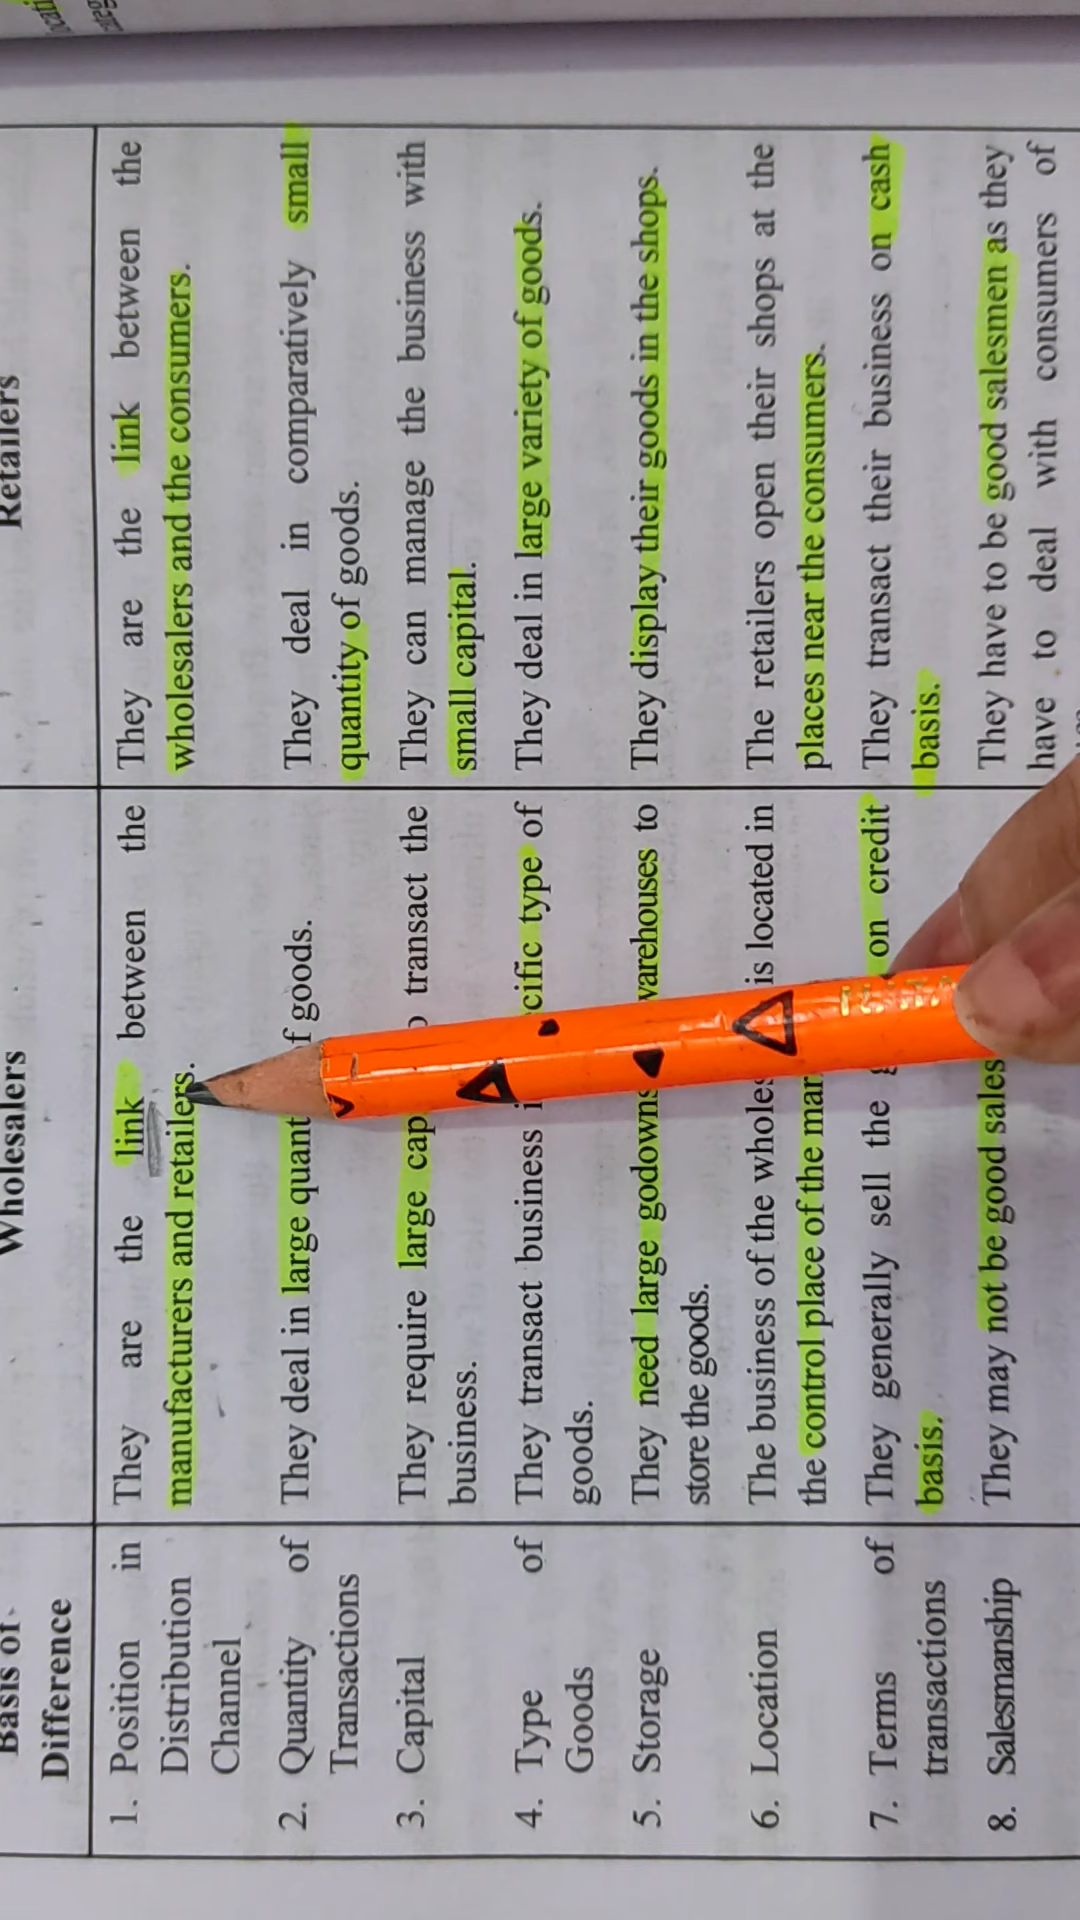 Basis of
Difference
Wholesalers
Retailers
1. Position in
Distribution
Channel
They are the link between the
manufacturers and retailers.
They are the link between the
wholesalers and the consumers.
2. Quantity of
Transactions
They deal in large quant f goods.
They deal in comparatively small
quantity of goods.
3. Capital
They require large cap transact the
business.
They can manage the business with
small capital.
4. Type of
Goods
They transact business cific type of
goods.
They deal in large variety of goods.
5. Storage
They need large godowns warehouses to
store the goods.
They display their goods in the shops.
6. Location
The business of the wholes is located in
the control place of the mar
The retailers open their shops at the
places near the consumers.
7. Terms of
transactions
They generally sell the on credit
basis.
They transact their business on cash
basis.
8. Salesmanship
They may not be good sales
They have to be good salesmen as they
have to deal with consumers of